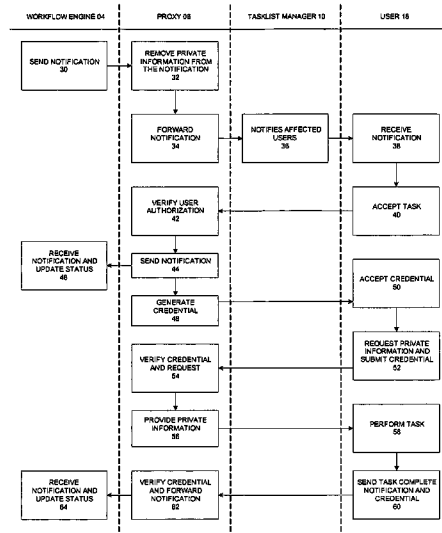 WORKFLOW ENGINE 04
PROXY 08
TASKLIST MANAGER 10
USER 16
SEND NOTIFICATION
30
REMOVE PRIVATE
INFORMATION FROM
THE NOTIFICATION
32
FORWARD
NOTIFICATION
34
NOTIFIES AFFECTED
USERS
36
RECEIVE
NOTIFICATION
38
ACCEPT TASK
40
VERIFY USER
AUTHORIZATION
42
SEND NOTIFICATION
44
RECEIVE
NOTIFICATION AND
UPDATE STATUS
46
GENERATE
CREDENTIAL
48
ACCEPT CREDENTIAL
50
REQUEST PRIVATE
INFORMATION AND
SUBMIT CREDENTIAL
52
VERIFY CREDENTIAL
AND REQUEST
54
PROVIDE PRIVATE
INFORMATION
56
PERFORM TASK
58
SEND TASK COMPLETE
NOTIFICATION AND
CREDENTIAL
60
VERIFY CREDENTIAL
AND FORWARD
NOTIFICATION
62
RECEIVE
NOTIFICATION AND
UPDATE STATUS
64